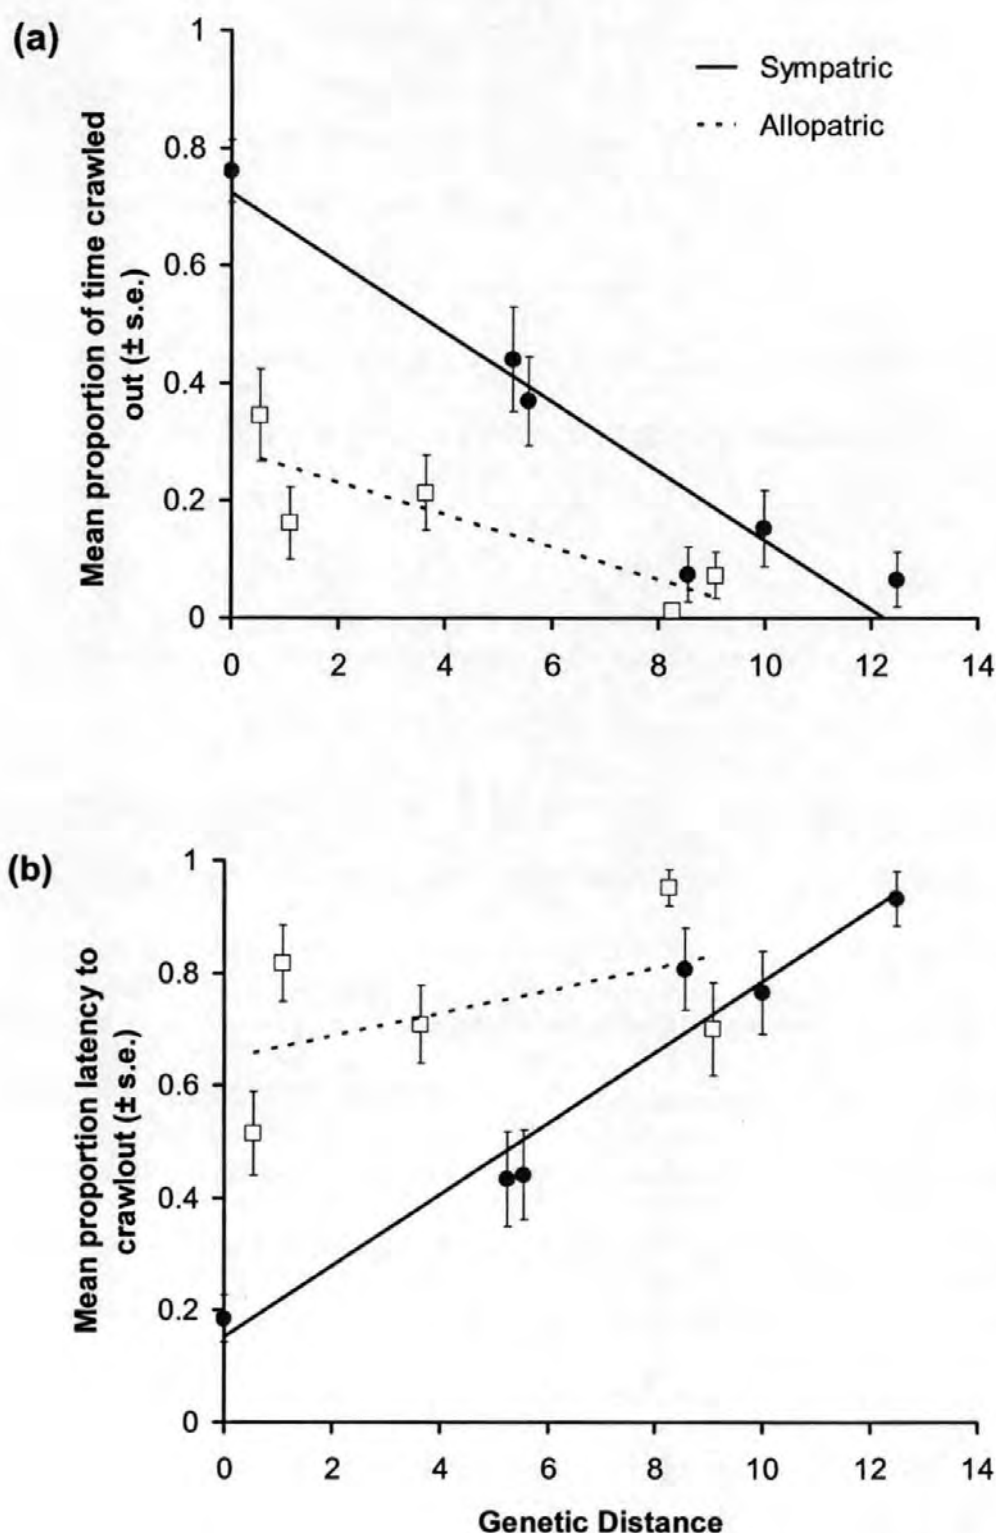 (a)
Mean proportion of time crawled
out (± s.e.)
1
0.8
0.6
0.4
0.2
0
0 2 4 6 8 10 12 14
Sympatric
Allopatric
(b)
Mean proportion latency to
crawlout (± s.e.)
1
0.8
0.6
0.4
0.2
0
0 2 4 6 8 10 12 14
Genetic Distance